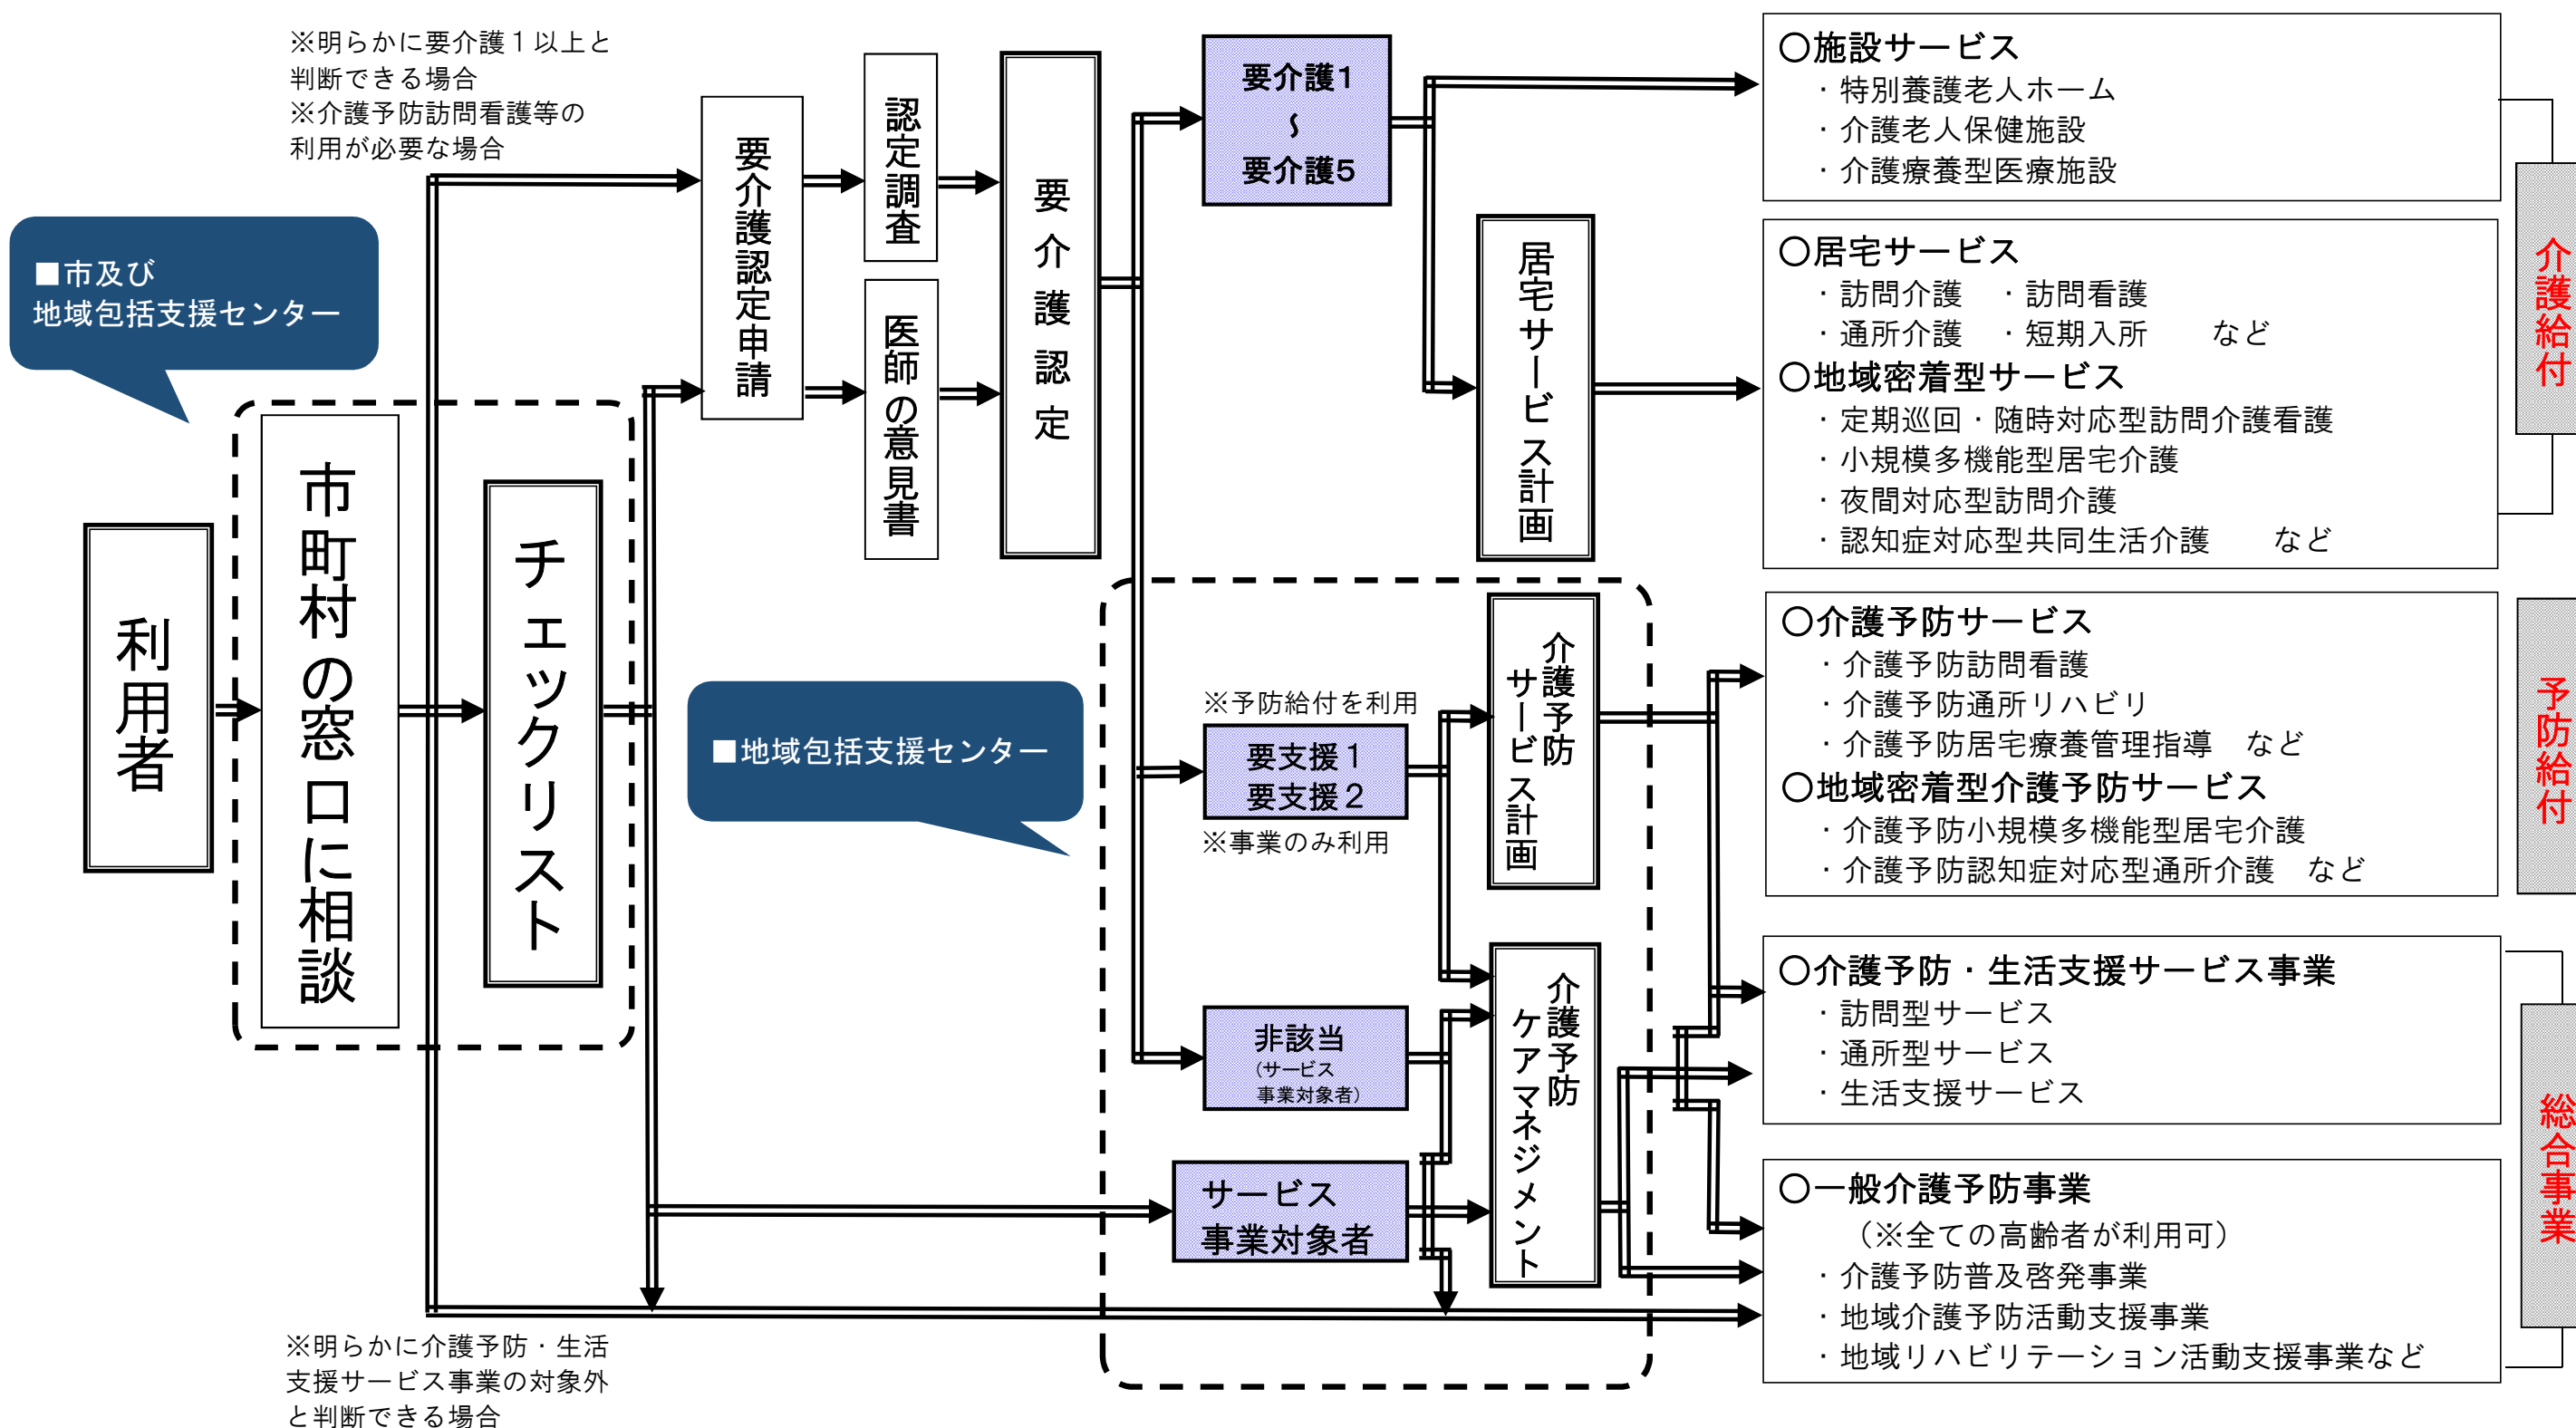 ※明らかに要介護１以上と
判断できる場合
※介護予防訪問看護等の
利用が必要な場合
■市及び
地域包括支援センター
利用者
市町村の窓口に相談
チェックリスト
※明らかに介護予防・生活
支援サービス事業の対象外
と判断できる場合
要介護認定申請
認定調査
医師の意見書
要介護認定
■地域包括支援センター
要介護1
～
要介護5
※予防給付を利用
要支援１
要支援２
※事業のみ利用
非該当
（サービス
事業対象者）
サービス
事業対象者
居宅サービス計画
介護予防
サービス計画
介護予防
ケアマネジメント
○施設サービス
・特別養護老人ホーム
・介護老人保健施設
・介護療養型医療施設
○居宅サービス
・訪問介護　・訪問看護
・通所介護　・短期入所　　など
○地域密着型サービス
・定期巡回・随時対応型訪問介護看護
・小規模多機能型居宅介護
・夜間対応型訪問介護
・認知症対応型共同生活介護　　など
介護給付
○介護予防サービス
・介護予防訪問看護
・介護予防通所リハビリ
・介護予防居宅療養管理指導　など
○地域密着型介護予防サービス
・介護予防小規模多機能型居宅介護
・介護予防認知症対応型通所介護　など
予防給付
○介護予防・生活支援サービス事業
・訪問型サービス
・通所型サービス
・生活支援サービス
○一般介護予防事業
（※全ての高齢者が利用可）
・介護予防普及啓発事業
・地域介護予防活動支援事業
・地域リハビリテーション活動支援事業など
総合事業